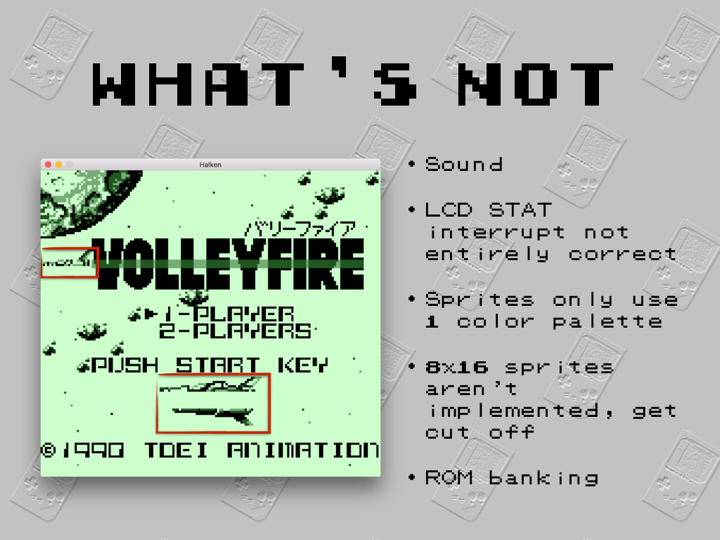 WHAT'S NOT
Halken
バリーファイア
VOLLEYFIRE
1-PLAYER
2-PLAYERS
PUSH START KEY
©1990 TOEI ANIMATION
• Sound
• LCD STAT
interrupt not
entirely correct
• Sprites only use
1 color palette
• 8x16 sprites
aren't
implemented, get
cut off
• ROM banking